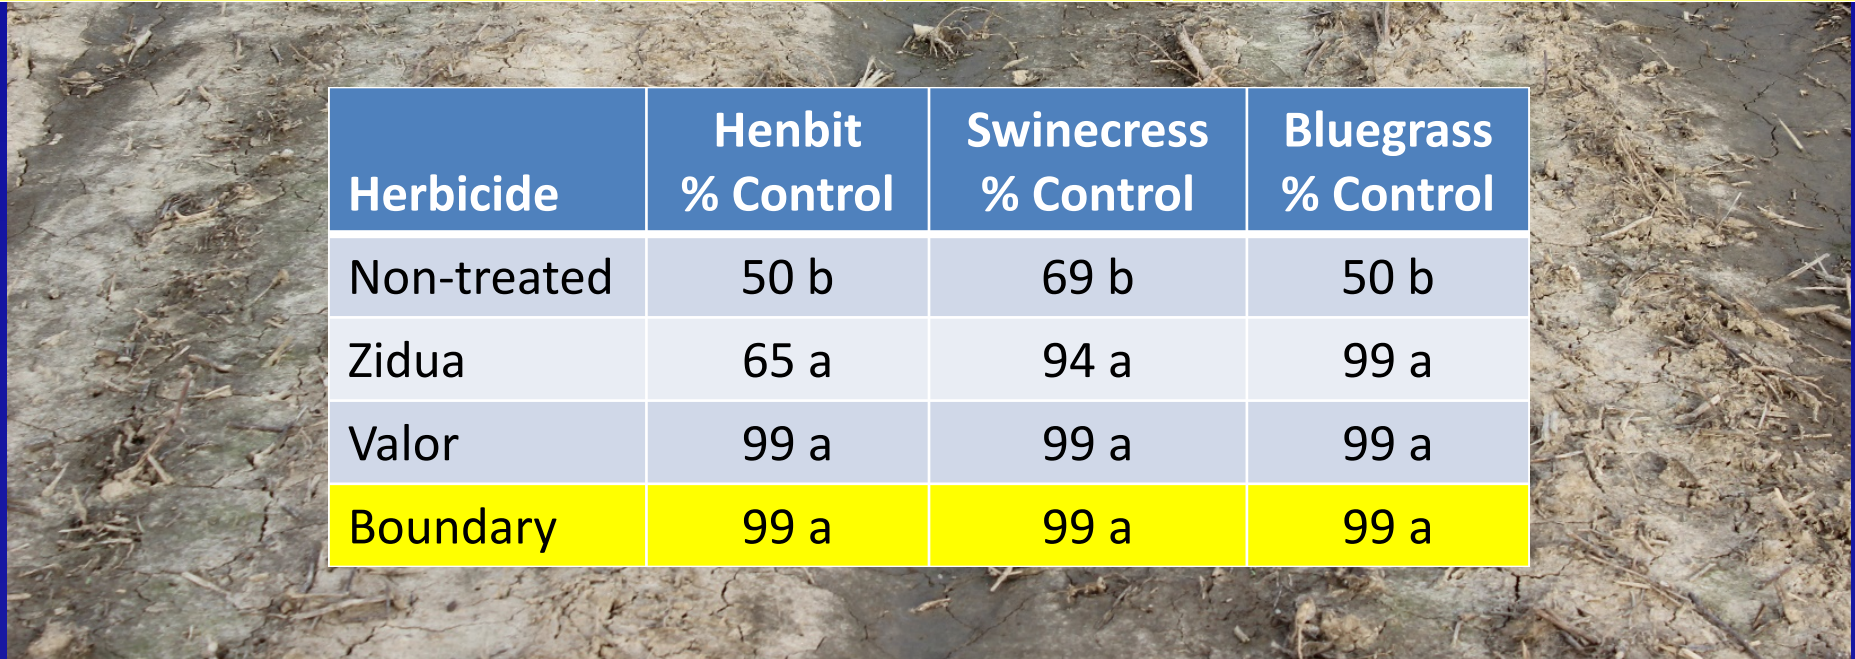 Herbicide Henbit % Control Swinecress % Control Bluegrass % Control
Non-treated 50 b 69 b 50 b
Zidua 65 a 94 a 99 a
Valor 99 a 99 a 99 a
Boundary 99 a 99 a 99 a